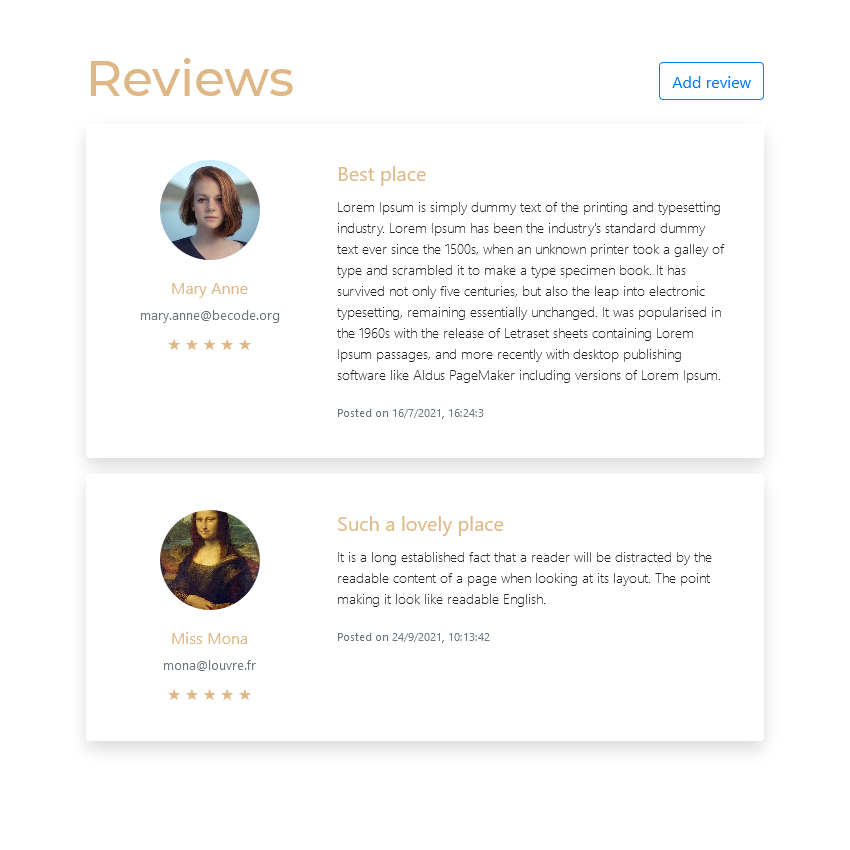 Reviews
Add review
Mary Anne
mary.anne@becode.org
★ ★ ★ ★ ★
Best place
Lorem Ipsum is simply dummy text of the printing and typesetting
industry. Lorem Ipsum has been the industry's standard dummy
text ever since the 1500s, when an unknown printer took a galley of
type and scrambled it to make a type specimen book. It has
survived not only five centuries, but also the leap into electronic
typesetting, remaining essentially unchanged. It was popularised in
the 1960s with the release of Letraset sheets containing Lorem
Ipsum passages, and more recently with desktop publishing
software like Aldus PageMaker including versions of Lorem Ipsum.
Posted on 16/7/2021, 16:24:3
Miss Mona
mona@louvre.fr
★ ★ ★ ★ ★
Such a lovely place
It is a long established fact that a reader will be distracted by the
readable content of a page when looking at its layout. The point
making it look like readable English.
Posted on 24/9/2021, 10:13:42